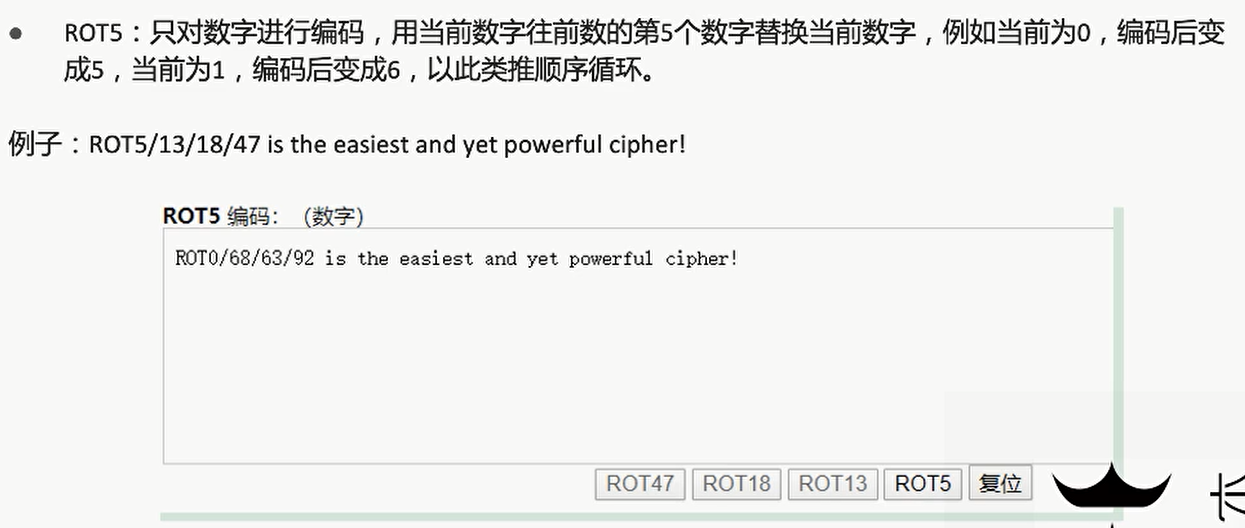 ● ROT5：只对数字进行编码，用当前数字往前数的第5个数字替换当前数字，例如当前为0，编码后变
成5，当前为1，编码后变成6，以此类推顺序循环。
例子：ROT5/13/18/47 is the easiest and yet powerful cipher!
ROT5 编码： （数字）
ROT0/68/63/92 is the easiest and yet powerful cipher!
ROT47 ROT18 ROT13 ROT5 复位